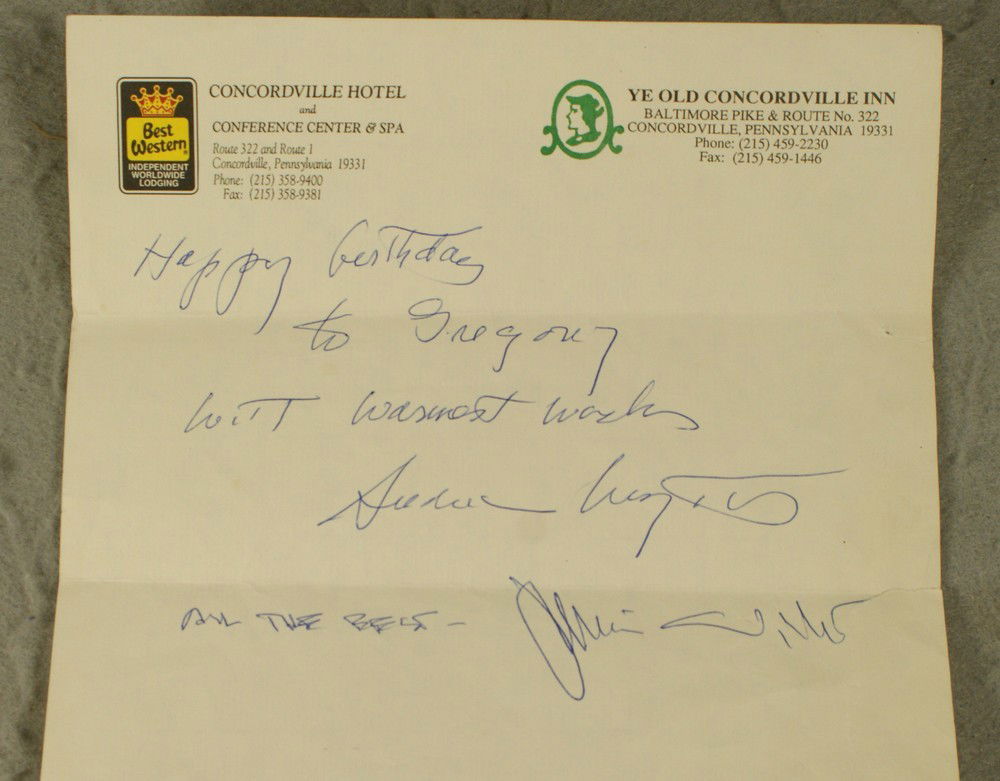 Best
Western
INDEPENDENT
WORLDWIDE
LODGING
CONCORDVILLE HOTEL
and
CONFERENCE CENTER & SPA
Route 322 and Route 1
Concordville, Pennsylvania 19331
Phone: (215) 358-9400
Fax: (215) 358-9381
YE OLD CONCORDVILLE INN
BALTIMORE PIKE & ROUTE No. 322
CONCORDVILLE, PENNSYLVANIA 19331
Phone: (215) 459-2230
Fax: (215) 459-1446
Happy birthday
to Gregory
with warmest
ALL THE BEST -